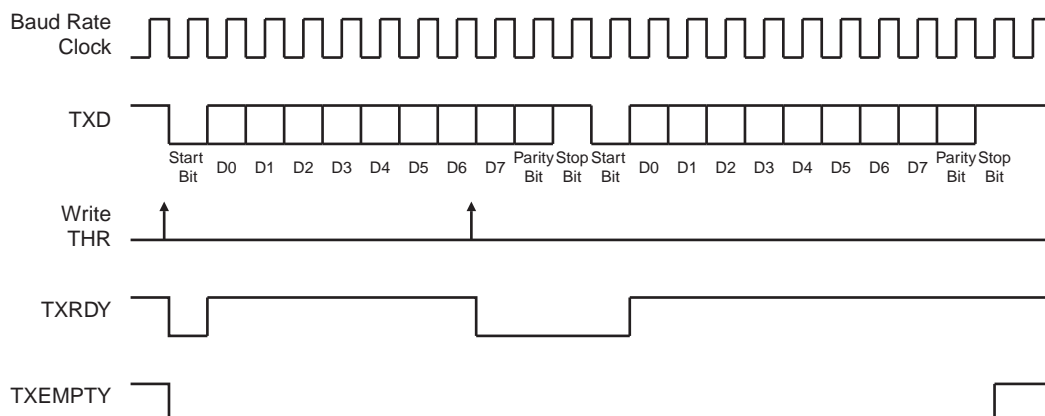 Baud Rate
Clock
TXD
Start
Bit
D0
D1
D2
D3
D4
D5
D6
D7
Parity
Bit
Stop
Bit
Start
Bit
D0
D1
D2
D3
D4
D5
D6
D7
Parity
Bit
Stop
Bit
Write
THR
TXRDY
TXEMPTY